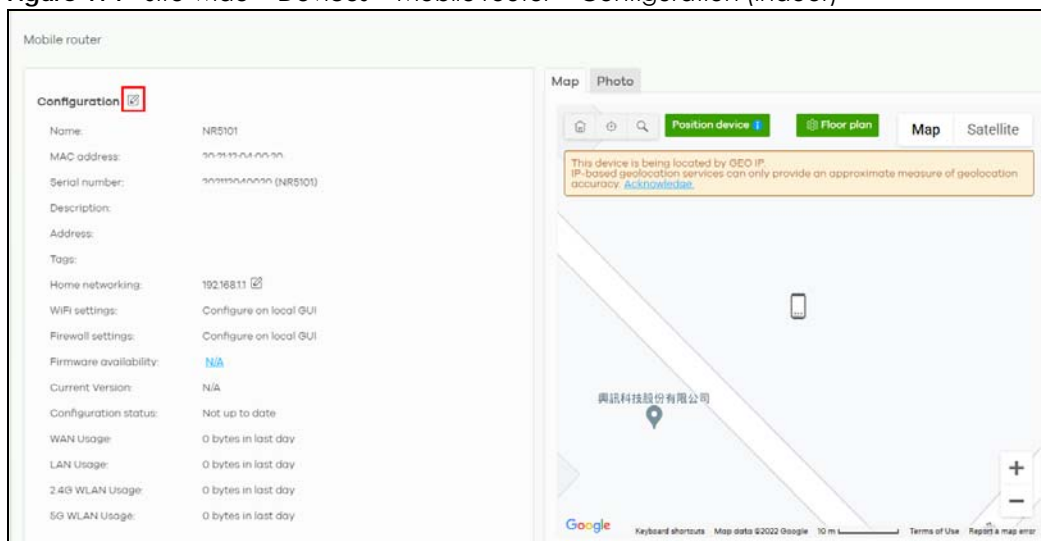 Mobile router
Configuration
Name: NR5101
MAC address:
Serial number: (NR5101)
Description:
Address:
Tags:
Home networking: 192.168.1.1
WiFi settings: Configure on local GUI
Firewall settings: Configure on local GUI
Firmware availability: N/A
Current Version: N/A
Configuration status: Not up to date
WAN Usage: 0 bytes in last day
LAN Usage: 0 bytes in last day
2.4G WLAN Usage: 0 bytes in last day
5G WLAN Usage: 0 bytes in last day
Map Photo
Position device Floor plan Map Satellite
This device is being located by GEO IP.
IP-based geolocation services can only provide an approximate measure of geolocation
accuracy. Acknowledge.
興訊科技股份有限公司
Google Keyboard shortcuts Map data ©2022 Google 10 m Terms of Use Report a map error